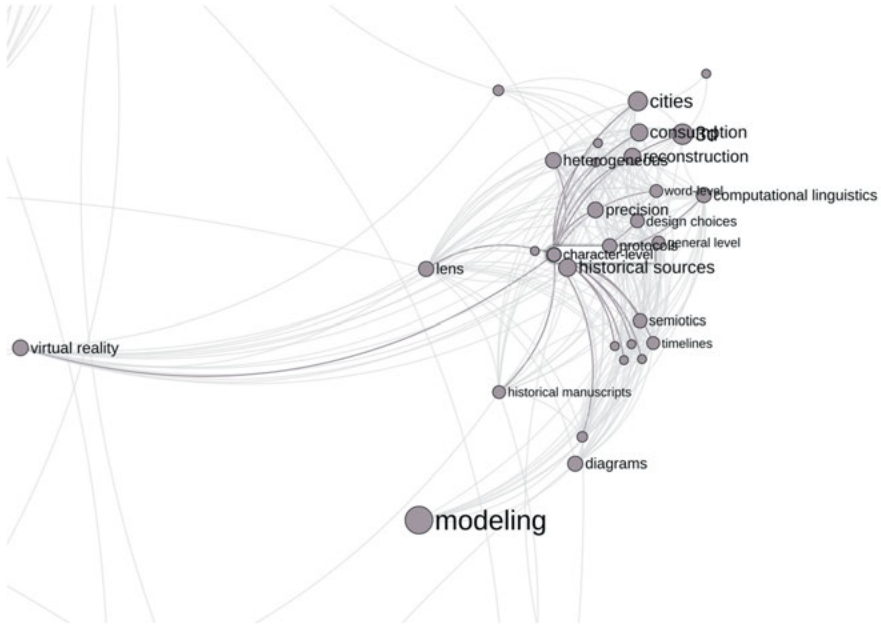 cities
consumption
3d
reconstruction
heterogeneous
word-level
computational linguistics
precision
design choices
general level
protocols
character-level
historical sources
lens
semiotics
timelines
virtual reality
historical manuscripts
diagrams
modeling